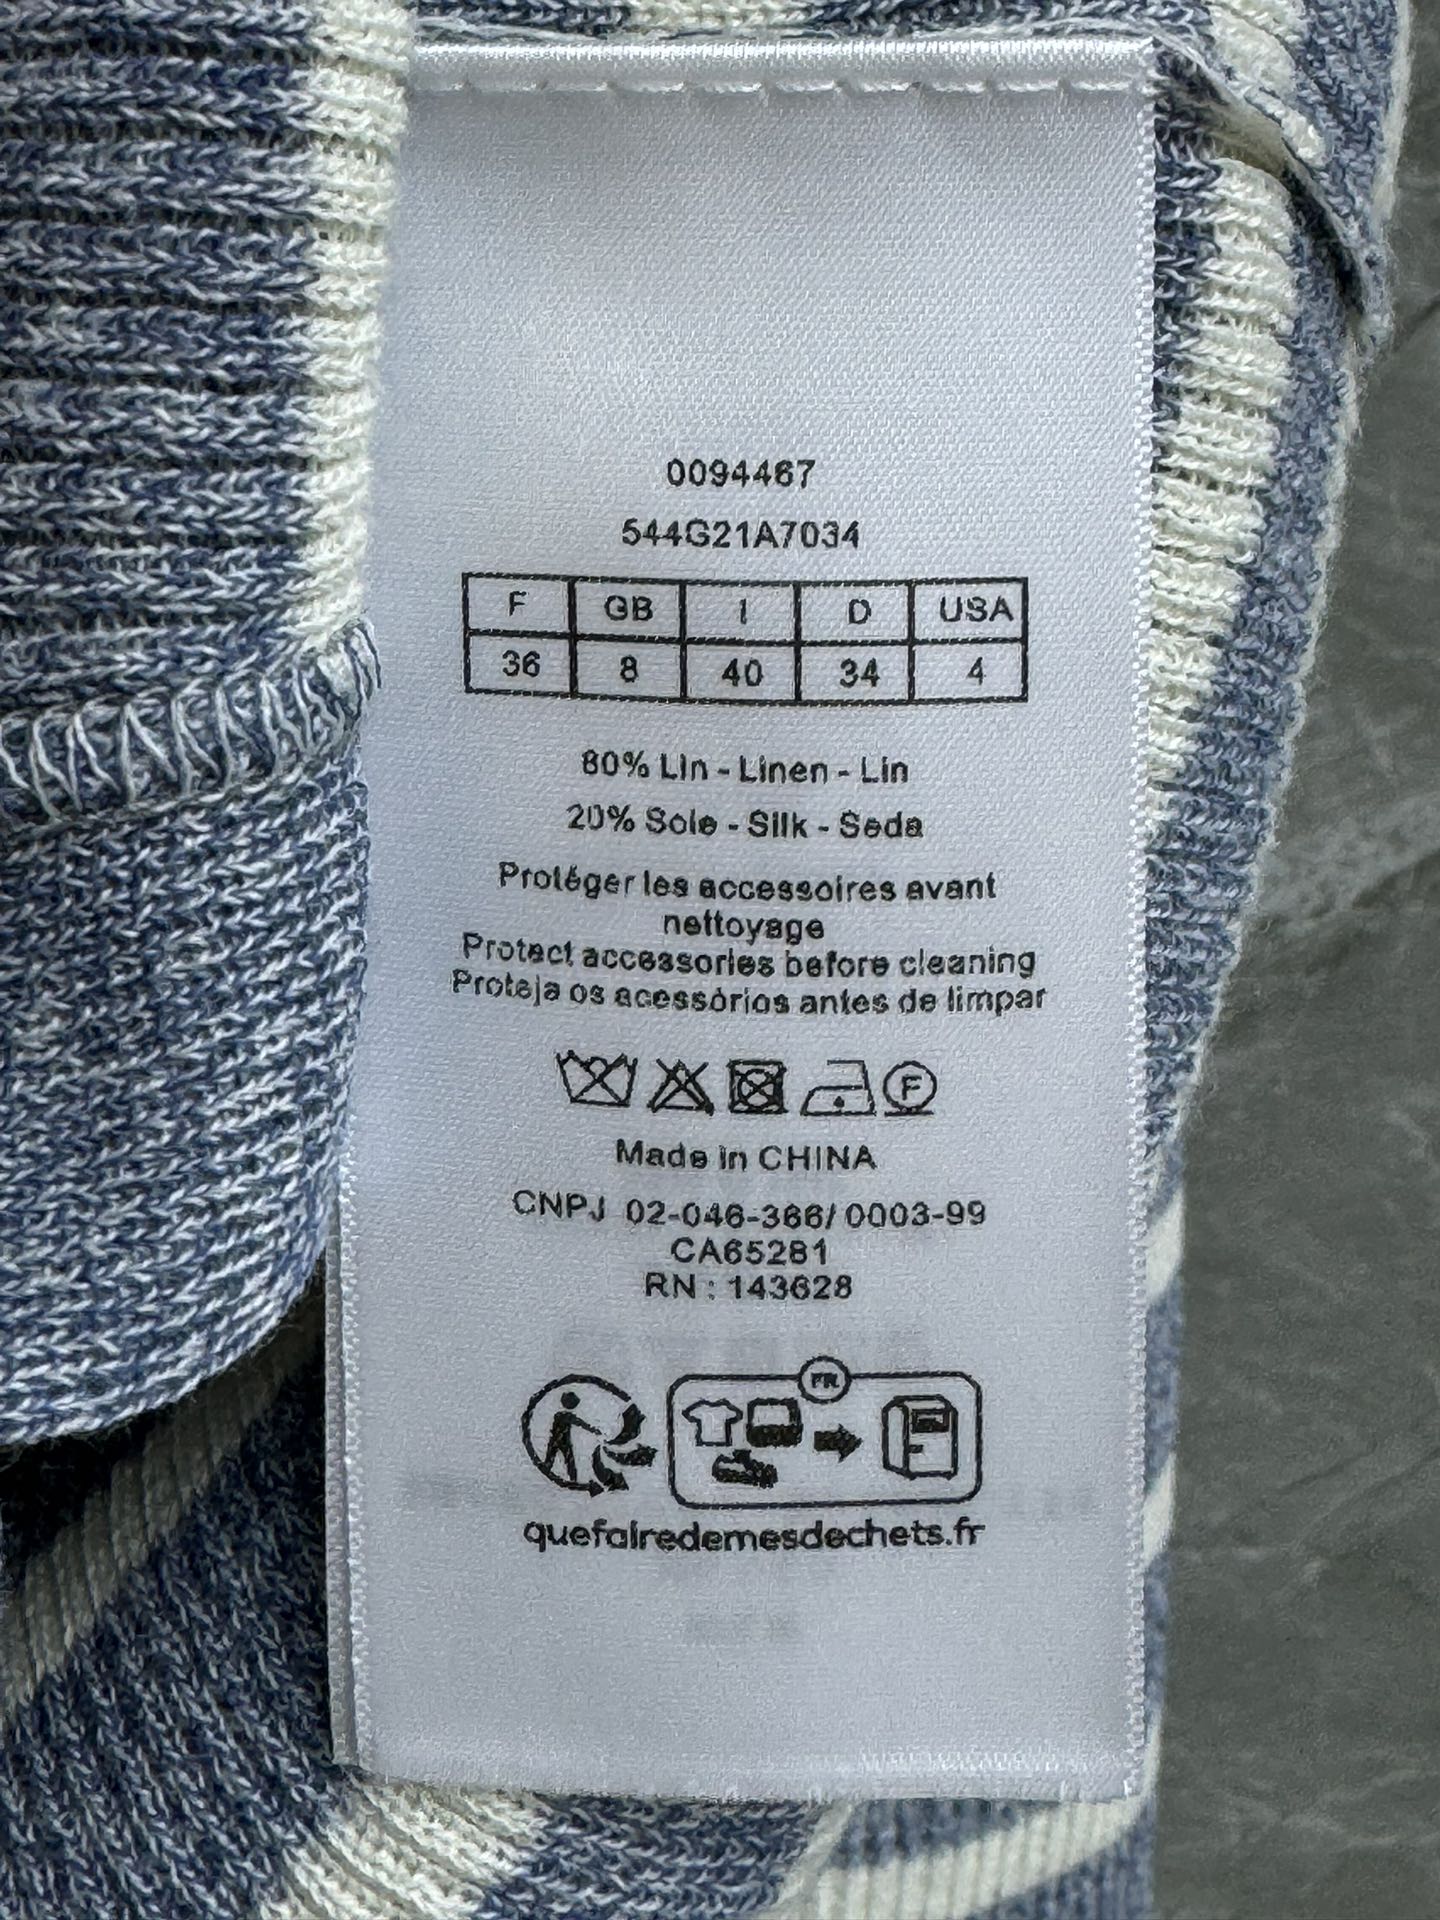 0094467
544G21A7034
F GB I D USA
36 8 40 34 4
80% Lin - Linen - Lin
20% Soie - Silk - Seda
Protéger les accessoires avant
nettoyage
Protect accessories before cleaning
Proteja os acessórios antes de limpar
F
Made in CHINA
CNPJ 02-046-366/ 0003-99
CA65281
RN : 143628
FR
quefairedemesdechets.fr